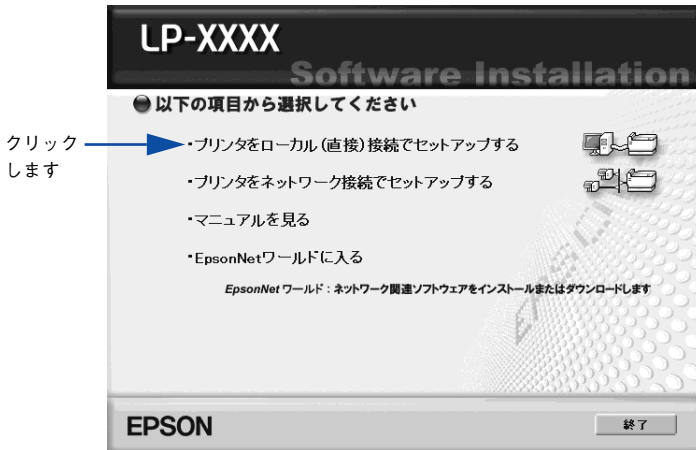 LP-XXXX
Software Installation
以下の項目から選択してください
クリック
します
・プリンタをローカル(直接)接続でセットアップする
・プリンタをネットワーク接続でセットアップする
・マニュアルを見る
・EpsonNetワールドに入る
EpsonNet ワールド：ネットワーク関連ソフトウェアをインストールまたはダウンロードします
EPSON
EPSON
終了